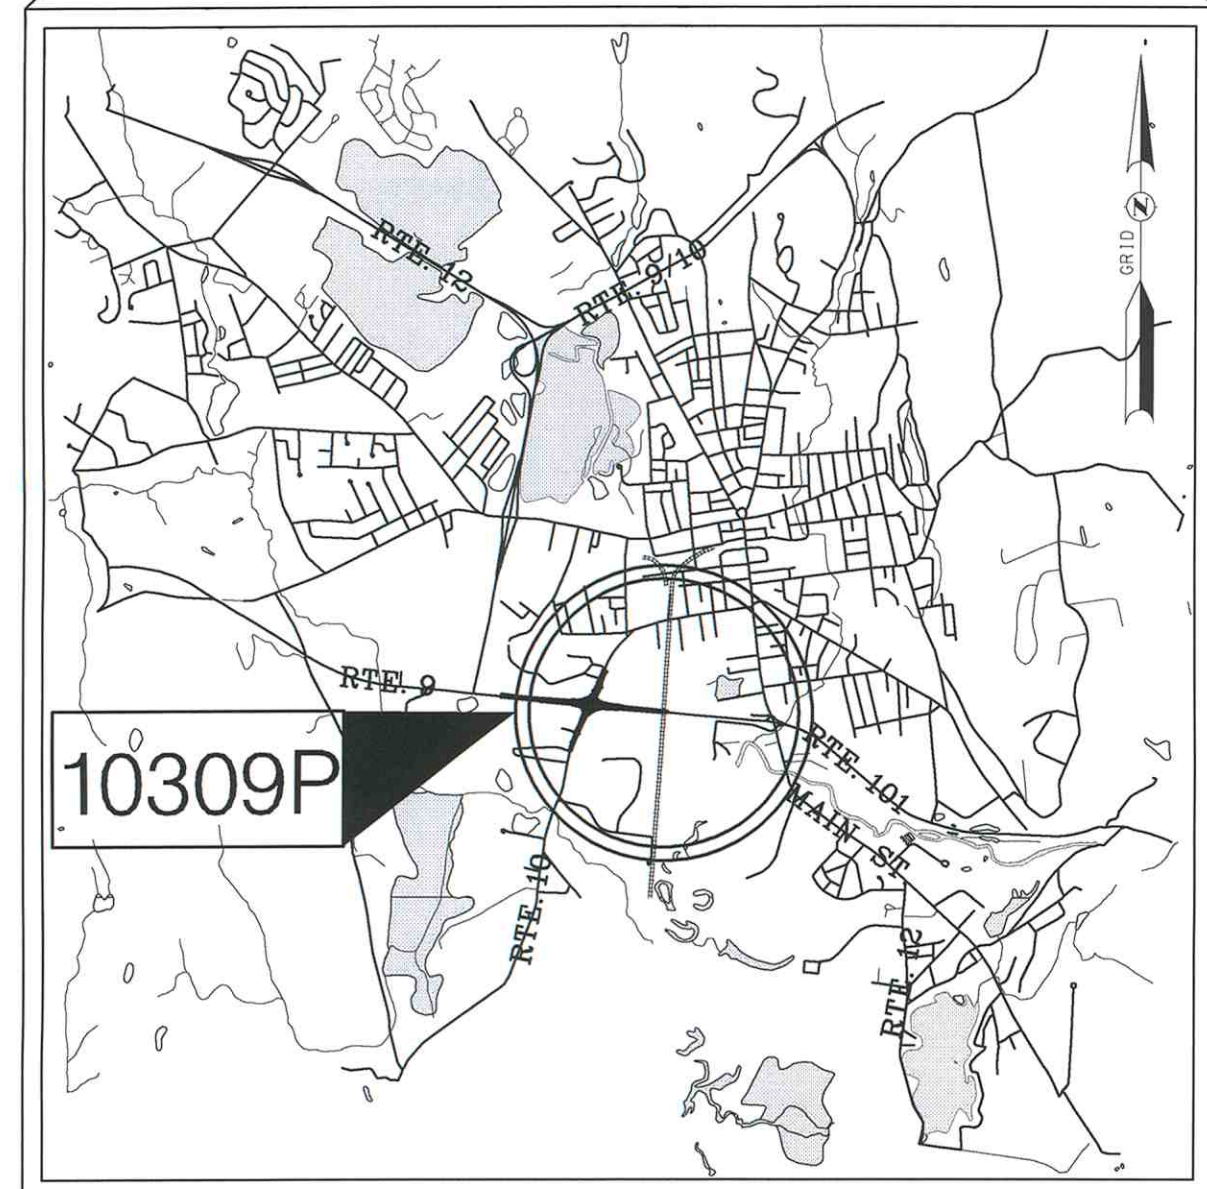 RTE. 12
RTE. 9/10
GRID
N
RTE. 9
10309P
RTE. 101
MAIN ST
RTE. 10
RTE. 12